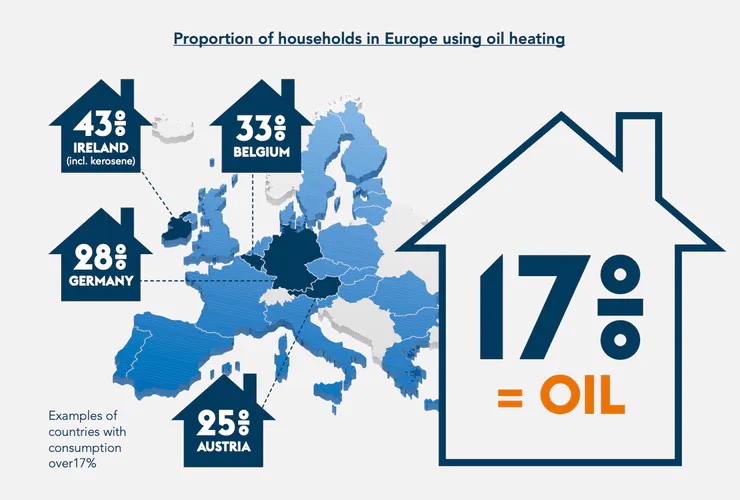 Proportion of households in Europe using oil heating
43%
IRELAND
(incl. kerosene)
33%
BELGIUM
28%
GERMANY
25%
AUSTRIA
17%
= OIL
Examples of
countries with
consumption
over17%